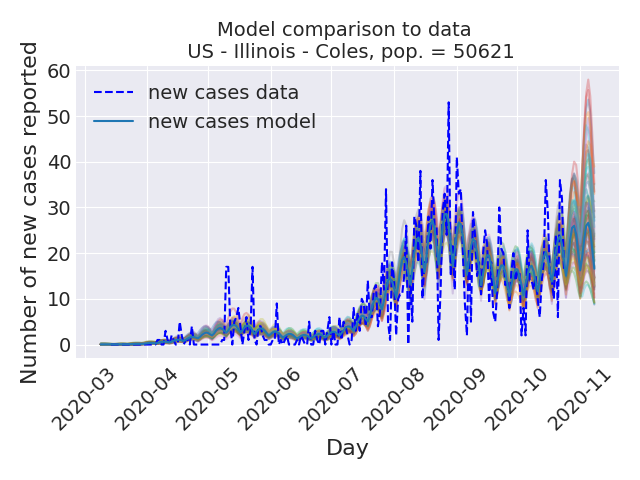 Model comparison to data
US - Illinois - Coles, pop. = 50621
Number of new cases reported
60
50
40
30
20
10
0
new cases data
new cases model
2020-03
2020-04
2020-05
2020-06
2020-07
2020-08
2020-09
2020-10
2020-11
Day